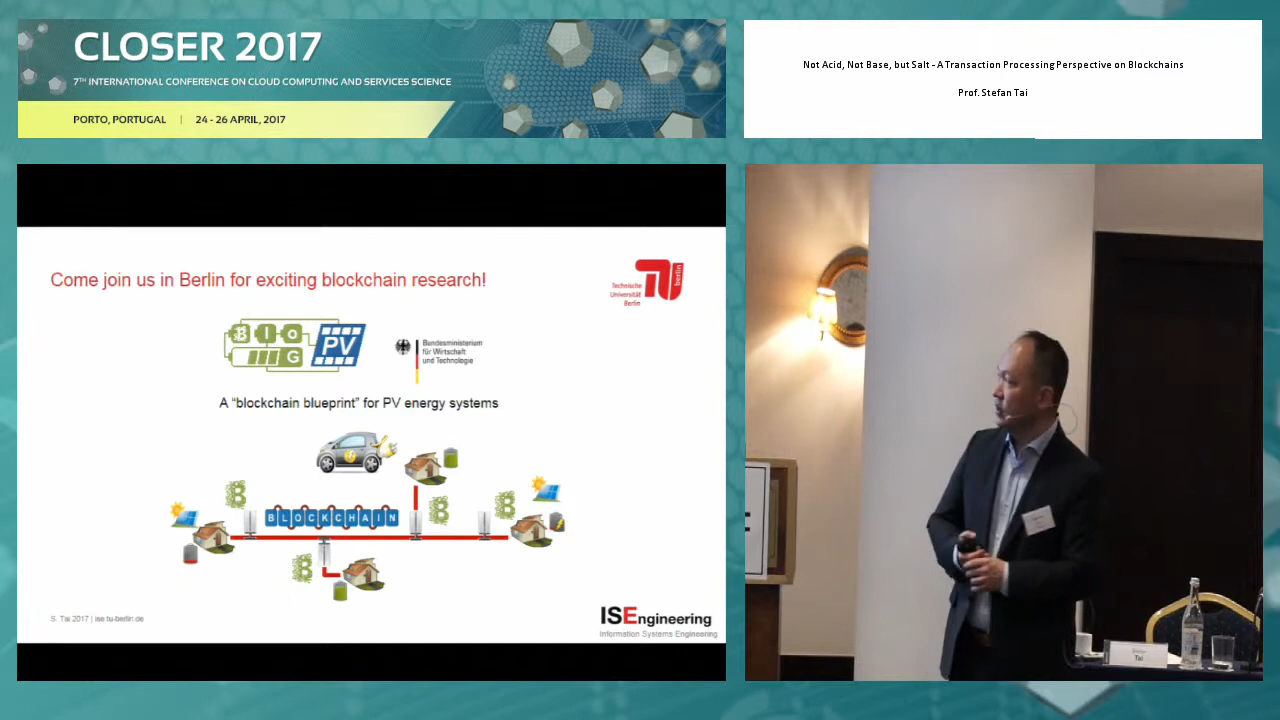 CLOSER 2017
7TH INTERNATIONAL CONFERENCE ON CLOUD COMPUTING AND SERVICES SCIENCE
PORTO, PORTUGAL | 24 - 26 APRIL, 2017
Not Acid, Not Base, but Salt - A Transaction Processing Perspective on Blockchains
Prof. Stefan Tai
Come join us in Berlin for exciting blockchain research!
Technische
Universität
Berlin
berlin
B I O
G
PV
Bundesministerium
für Wirtschaft
und Technologie
A “blockchain blueprint” for PV energy systems
BLOCKCHAIN
S. Tai 2017 | ise.tu-berlin.de
ISEngineering
Information Systems Engineering
Tai